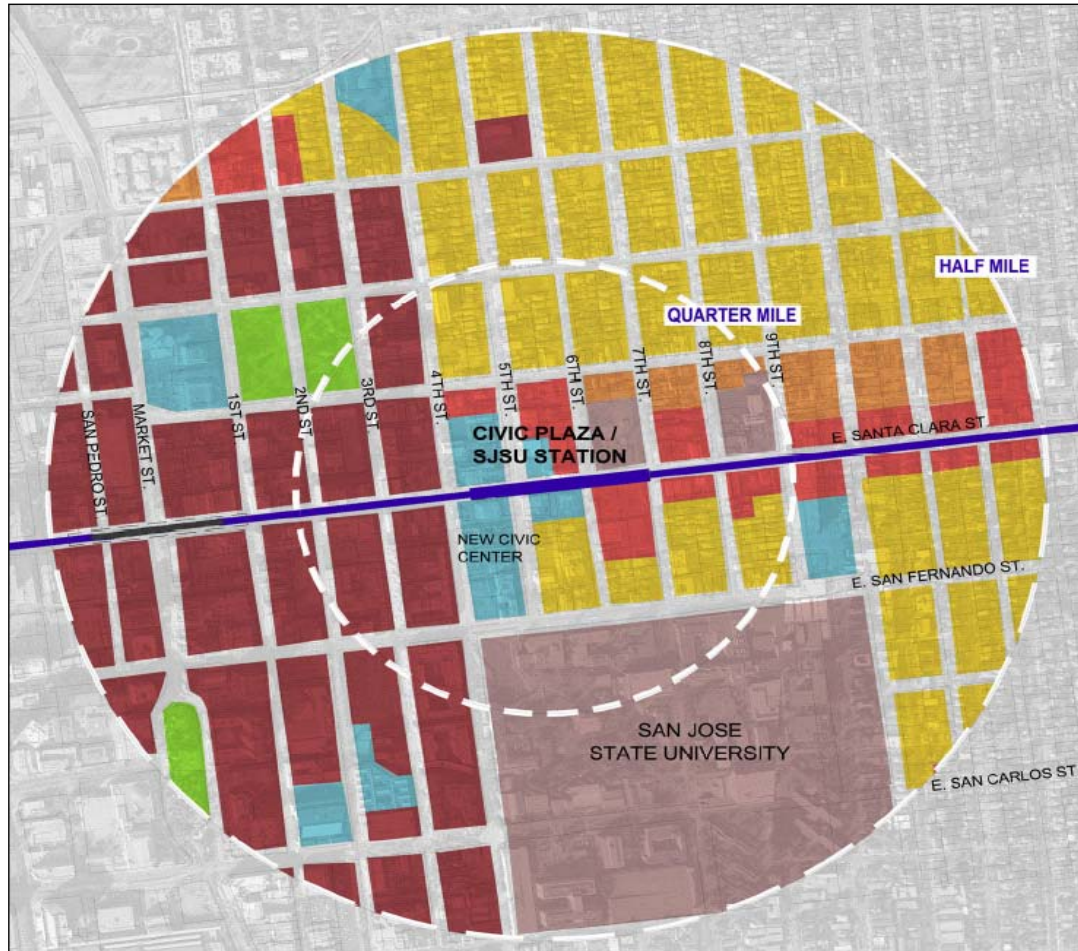 HALF MILE
QUARTER MILE
9TH ST.
8TH ST.
7TH ST.
6TH ST.
5TH ST.
4TH ST.
3RD ST.
2ND ST.
1ST ST.
MARKET ST.
SAN PEDRO ST.
E. SANTA CLARA ST
CIVIC PLAZA /
SJSU STATION
NEW CIVIC
CENTER
E. SAN FERNANDO ST.
SAN JOSE
STATE UNIVERSITY
E. SAN CARLOS ST